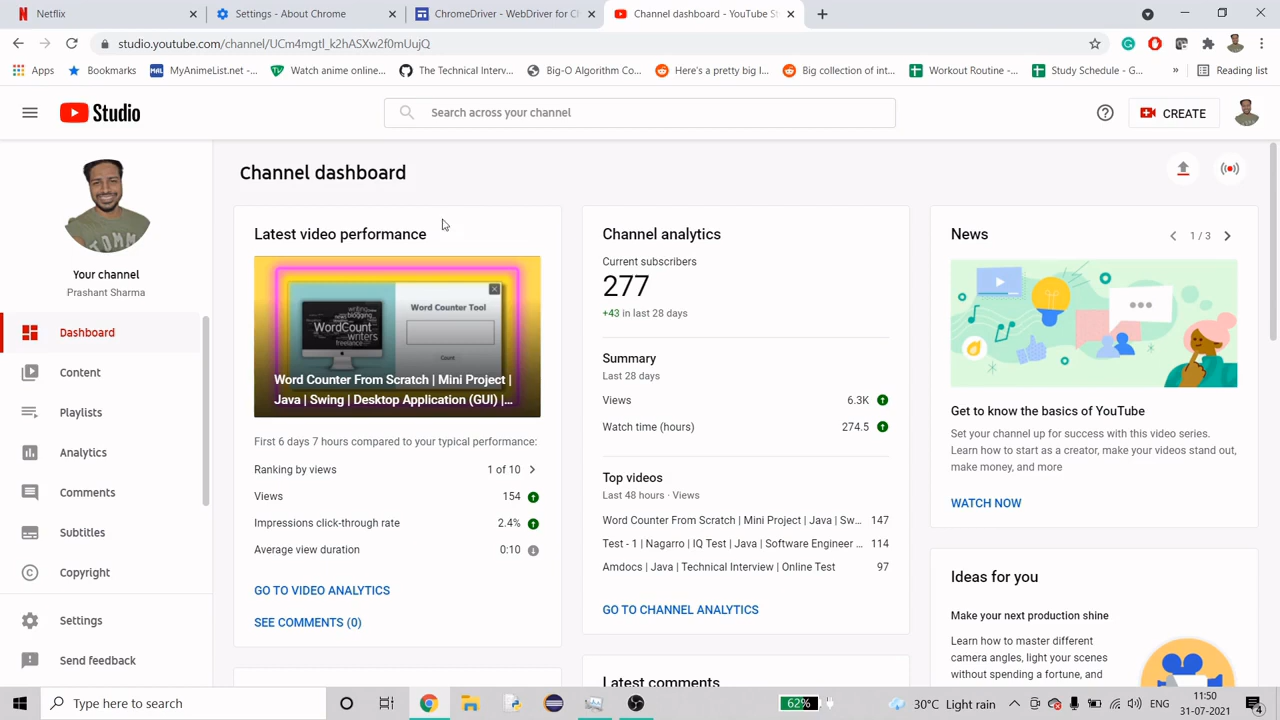 Netflix
Settings - About Chrome
ChromeDriver - WebDriver for C
Channel dashboard - YouTube St
studio.youtube.com/channel/UCm4mgtl_k2hASXw2f0mUujQ
Apps
Bookmarks
MyAnimeList.net -...
Watch anime online...
The Technical Interv...
Big-O Algorithm Co...
Here's a pretty big l...
Big collection of int...
Workout Routine -...
Study Schedule - G...
»
Reading list
Studio
Search across your channel
CREATE
Channel dashboard
Your channel
Prashant Sharma
Dashboard
Content
Playlists
Analytics
Comments
Subtitles
Copyright
Settings
Send feedback
Latest video performance
Word Counter Tool
WordCount
writers
freelance
Count
Word Counter From Scratch | Mini Project |
Java | Swing | Desktop Application (GUI) |...
First 6 days 7 hours compared to your typical performance:
Ranking by views 1 of 10
Views 154
Impressions click-through rate 2.4%
Average view duration 0:10
GO TO VIDEO ANALYTICS
SEE COMMENTS (0)
Channel analytics
Current subscribers
277
+43 in last 28 days
Summary
Last 28 days
Views 6.3K
Watch time (hours) 274.5
Top videos
Last 48 hours · Views
Word Counter From Scratch | Mini Project | Java | Sw... 147
Test - 1 | Nagarro | IQ Test | Java | Software Engineer ... 114
Amdocs | Java | Technical Interview | Online Test 97
GO TO CHANNEL ANALYTICS
Latest comments
News
1 / 3
Get to know the basics of YouTube
Set your channel up for success with this video series.
Learn how to start as a creator, make your videos stand out,
make money, and more
WATCH NOW
Ideas for you
Make your next production shine
Learn how to master different
camera angles, light your scenes
without spending a fortune, and
Type here to search
62%
30°C Light rain
ENG
11:50
31-07-2021
4